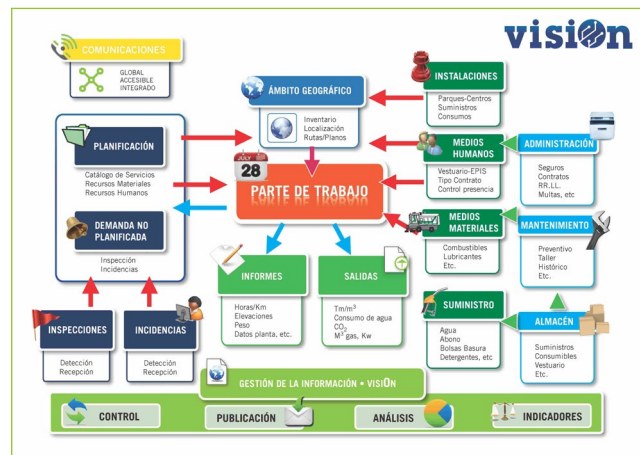 visiOn
COMUNICACIONES
GLOBAL
ACCESIBLE
INTEGRADO
ÁMBITO GEOGRÁFICO
Inventario
Localización
Rutas/Planos
INSTALACIONES
Parques-Centros
Suministros
Consumos
PLANIFICACIÓN
Catálogo de Servicios
Recursos Materiales
Recursos Humanos
MEDIOS
HUMANOS
Vestuario-EPIS
Tipo Contrato
Control presencia
ADMINISTRACIÓN
Seguros
Contratos
RR.LL.
Multas, etc
JULY
28
PARTE DE TRABAJO
DEMANDA NO
PLANIFICADA
Inspección
Incidencias
MEDIOS
MATERIALES
Combustibles
Lubricantes
Etc.
MANTENIMIENTO
Preventivo
Taller
Histórico
Etc.
INFORMES
Horas/Km
Elevaciones
Peso
Datos planta, etc.
SALIDAS
Tm/m³
Consumo de agua
CO₂
M³ gas, Kw
SUMINISTRO
Agua
Abono
Bolsas Basura
Detergentes, etc
ALMACÉN
Suministros
Consumibles
Vestuario
Etc.
INSPECCIONES
Detección
Recepción
INCIDENCIAS
Detección
Recepción
GESTIÓN DE LA INFORMACIÓN • visiOn
CONTROL
PUBLICACIÓN
ANÁLISIS
INDICADORES